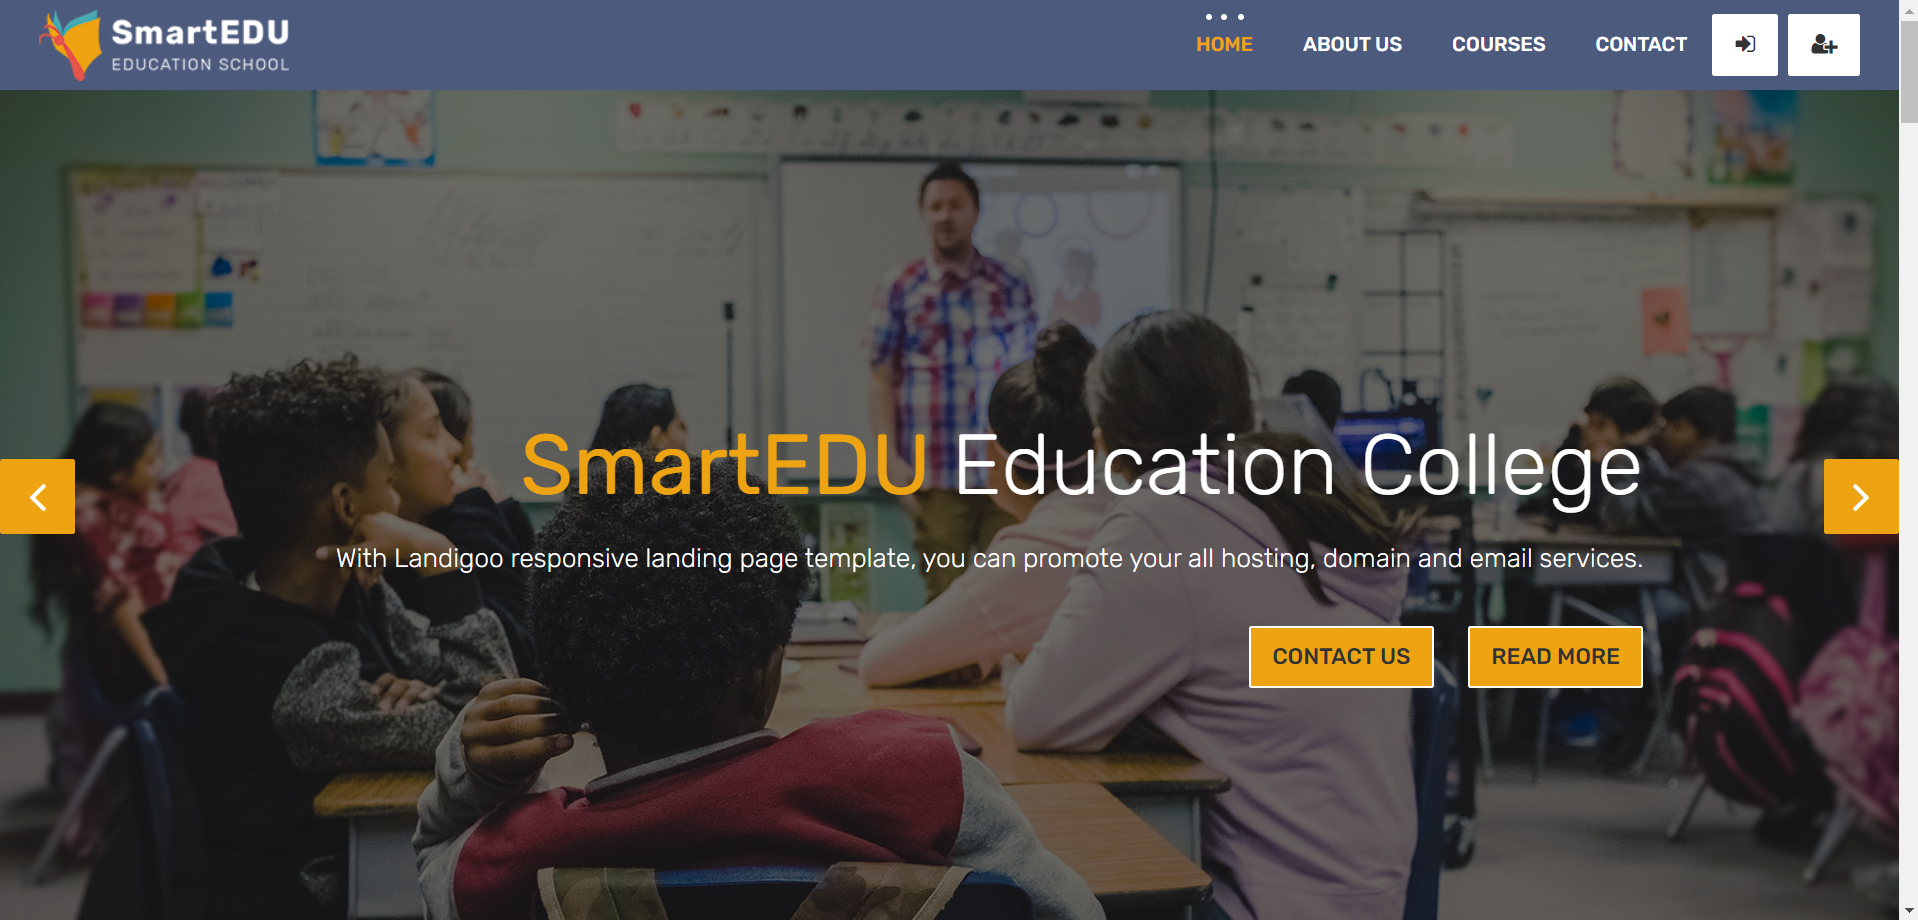 SmartEDU
EDUCATION SCHOOL
HOME
ABOUT US
COURSES
CONTACT
SmartEDU Education College
With Landigoo responsive landing page template, you can promote your all hosting, domain and email services.
CONTACT US
READ MORE